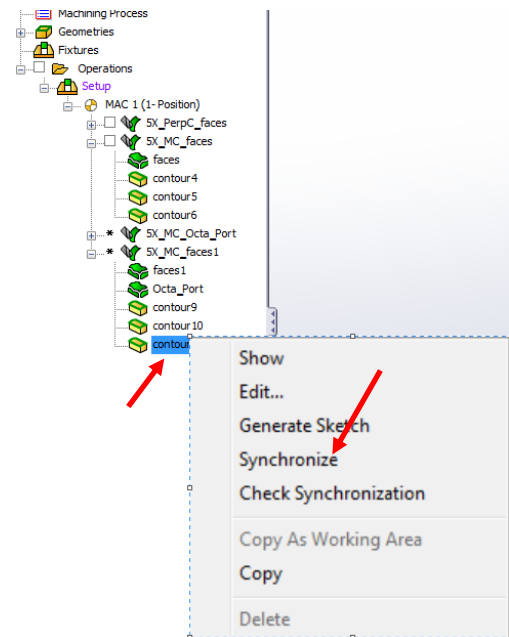 Machining Process
Geometries
Fixtures
Operations
Setup
MAC 1 (1- Position)
5X_PerpC_faces
5X_MC_faces
faces
contour4
contour5
contour6
* 5X_MC_Octa_Port
* 5X_MC_faces1
faces1
Octa_Port
contour9
contour10
contour
Show
Edit...
Generate Sketch
Synchronize
Check Synchronization
Copy As Working Area
Copy
Delete